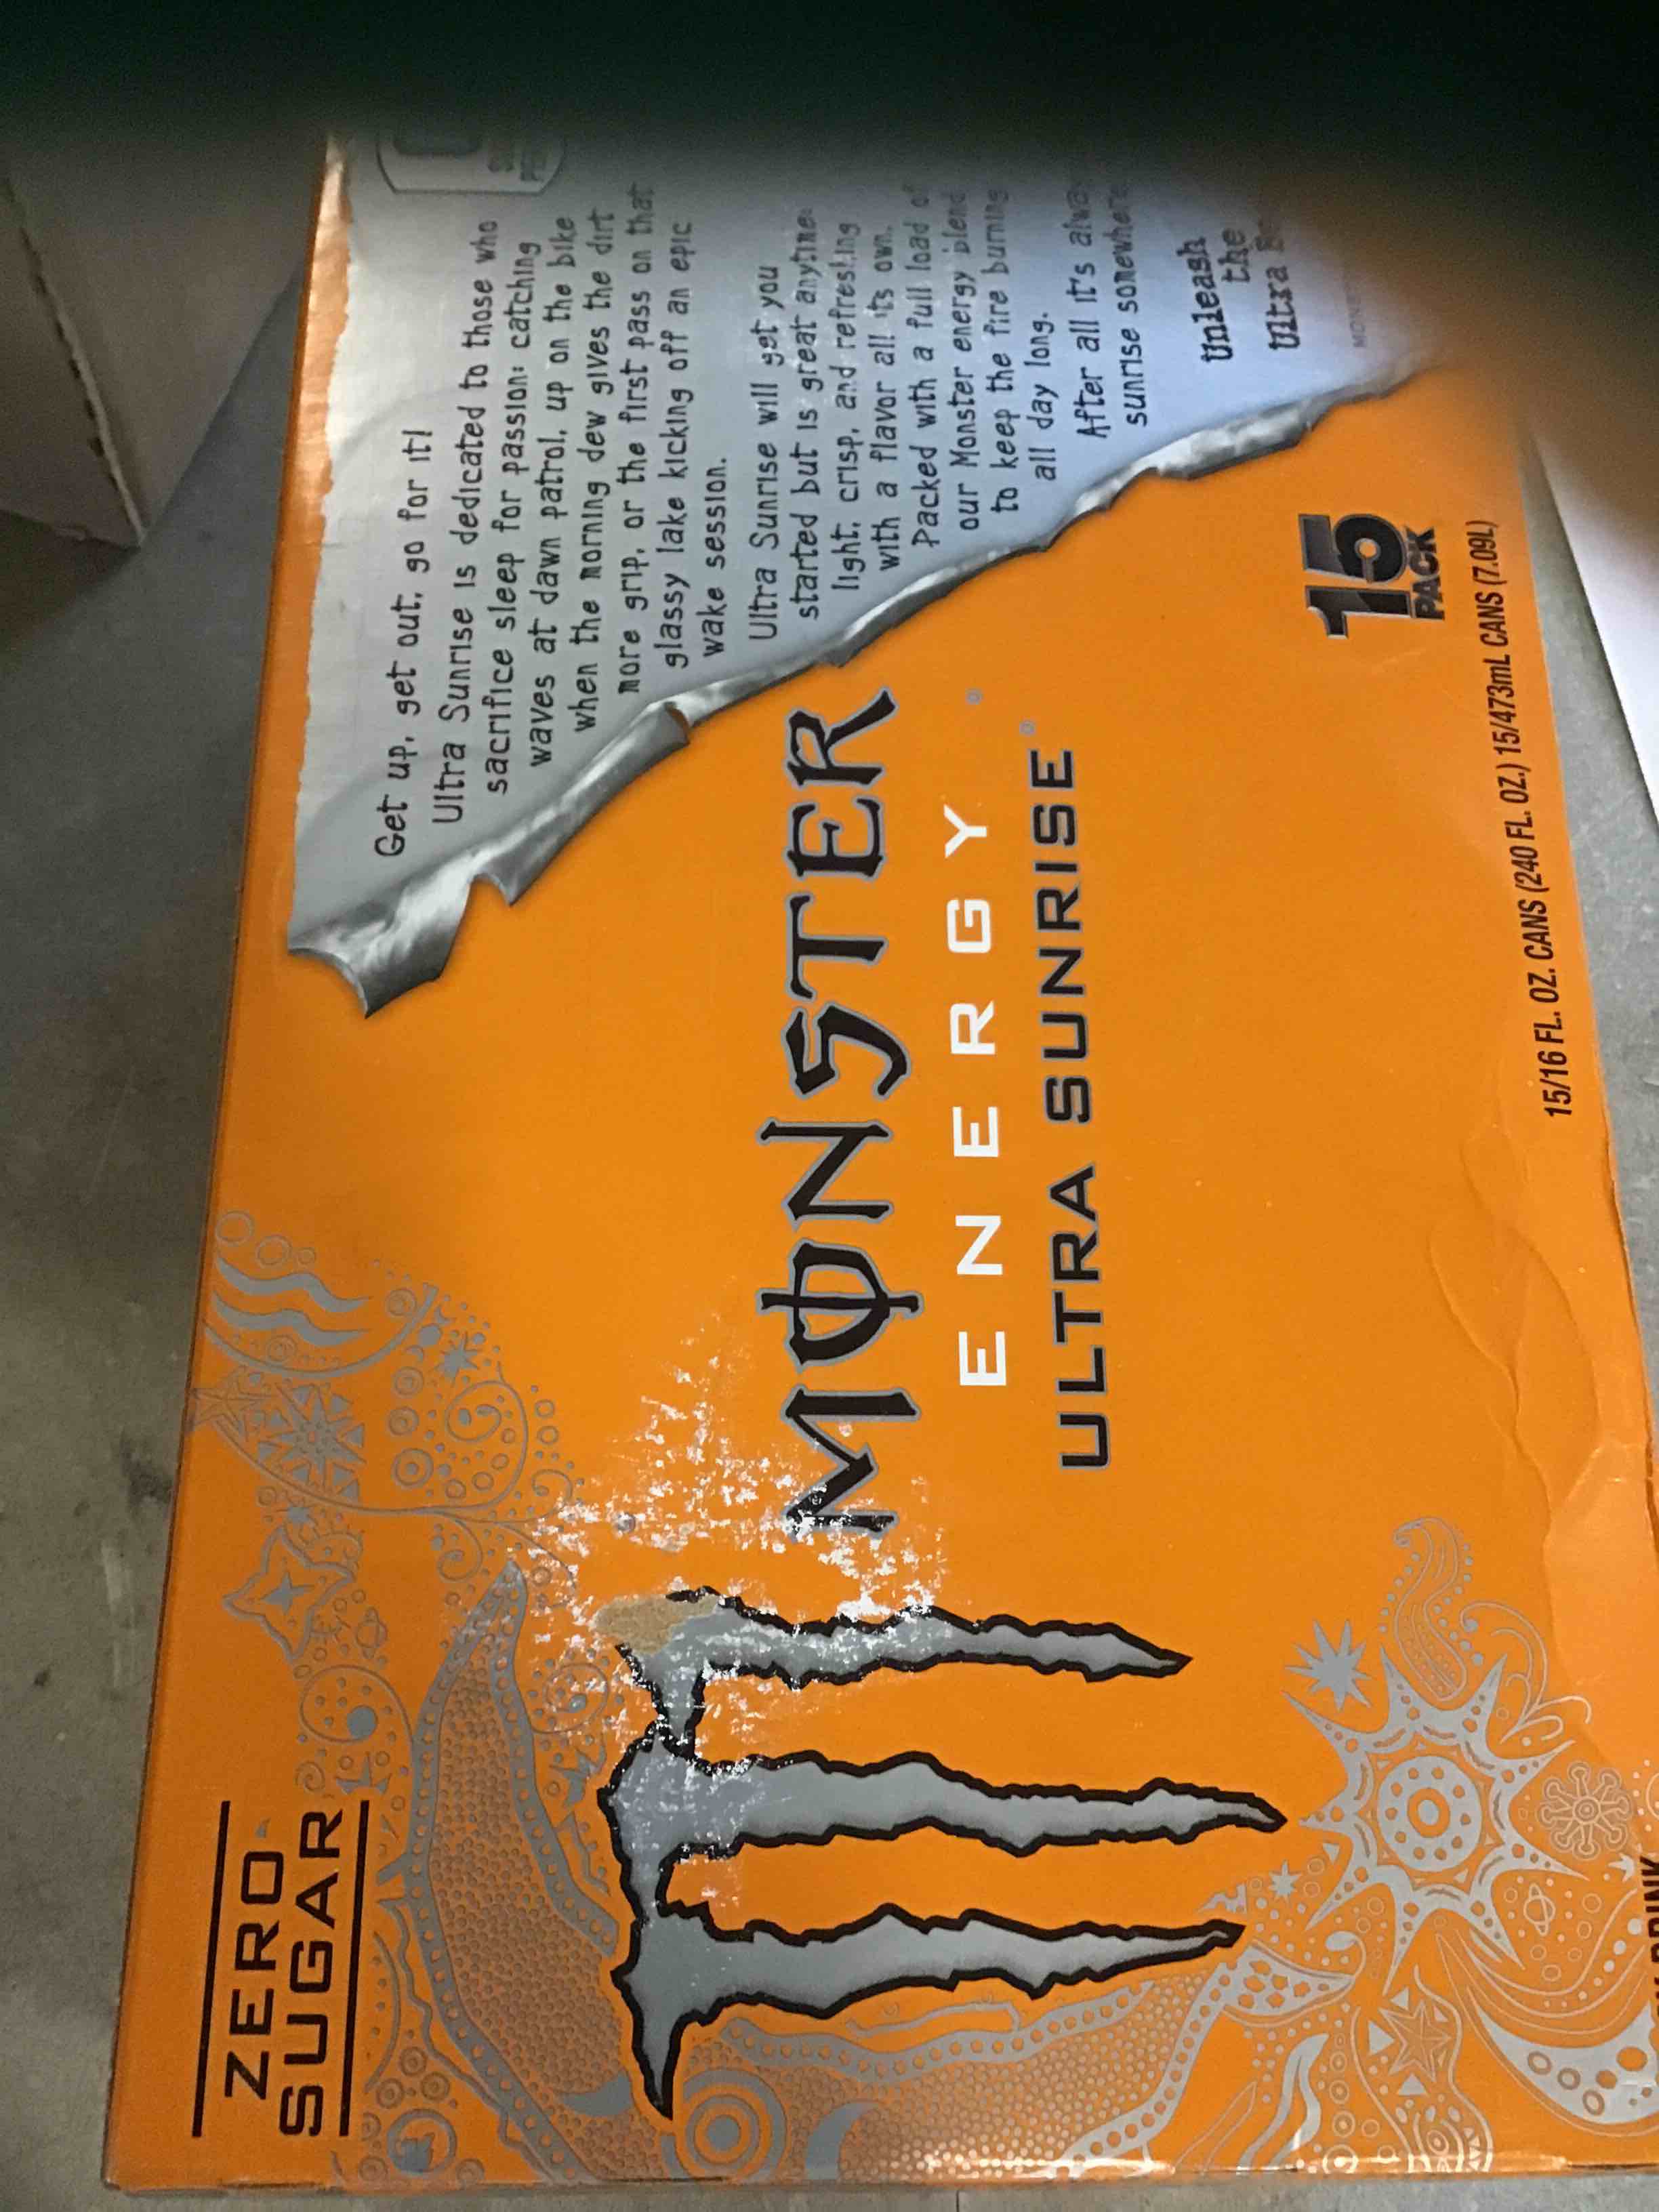 ZERO
SUGAR
MONSTER
ENERGY
ULTRA SUNRISE
Get up, get out, go for it!
Ultra Sunrise is dedicated to those who
sacrifice sleep for passion: catching
waves at dawn patrol, up on the bike
when the morning dew gives the dirt
more grip, or the first pass on that
glassy lake kicking off an epic
wake session.
Ultra Sunrise will get you
started but is great anytime:
light, crisp, and refreshing
with a flavor all its own.
Packed with a full load of
our Monster energy blend
to keep the fire burning
all day long.
After all it's
sunrise somewhere
Unleash
the
Ultra
15
PACK
15/16 FL. OZ. CANS (240 FL. OZ.) 15/473mL CANS (7.09L)